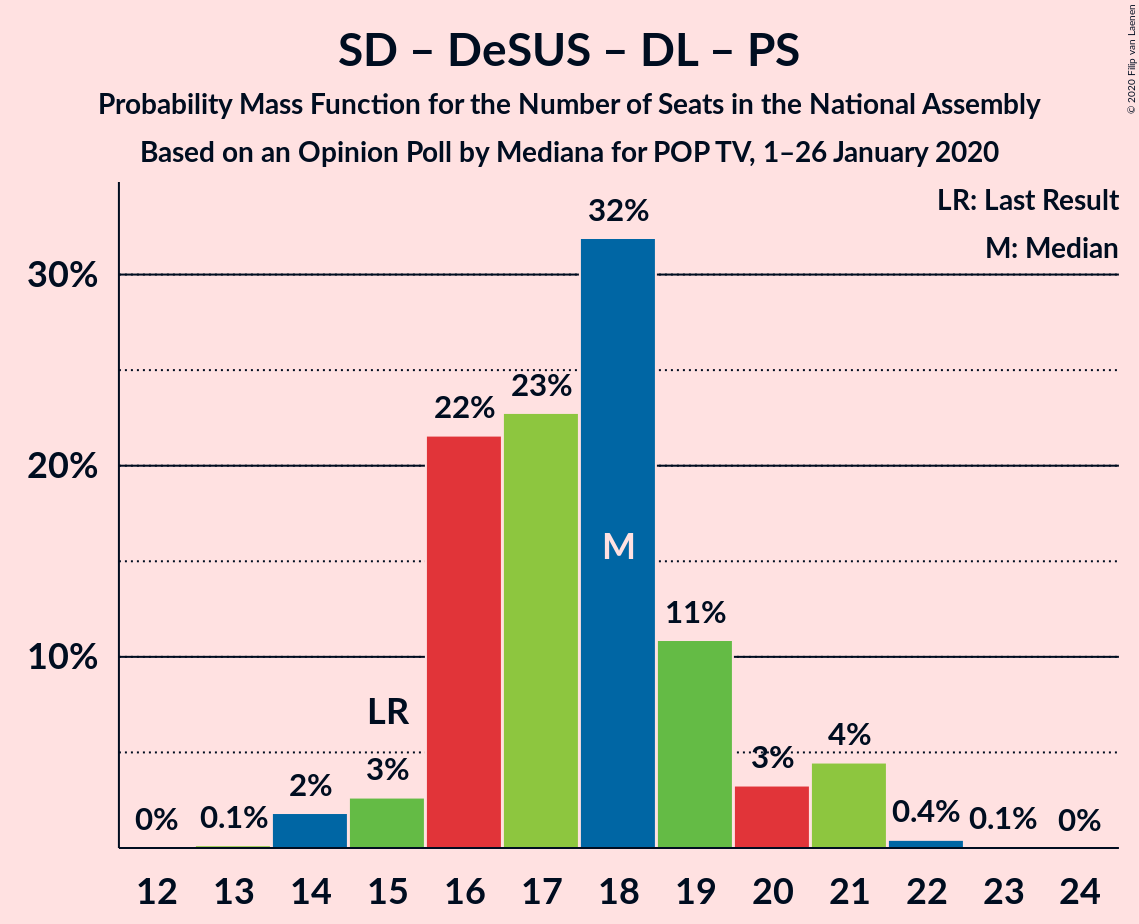 SD – DeSUS – DL – PS
Probability Mass Function for the Number of Seats in the National Assembly
Based on an Opinion Poll by Mediana for POP TV, 1–26 January 2020
© 2020 Filip van Laenen
LR: Last Result
M: Median
30%
20%
10%
0%
0.1%
2%
3%
LR
22%
23%
32%
M
11%
3%
4%
0.4%
0.1%
0%
12 13 14 15 16 17 18 19 20 21 22 23 24